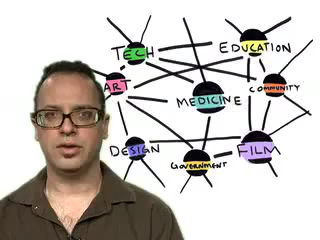 TECH
EDUCATION
ART
COMMUNITY
MEDICINE
DESIGN
GOVERNMENT
FILM